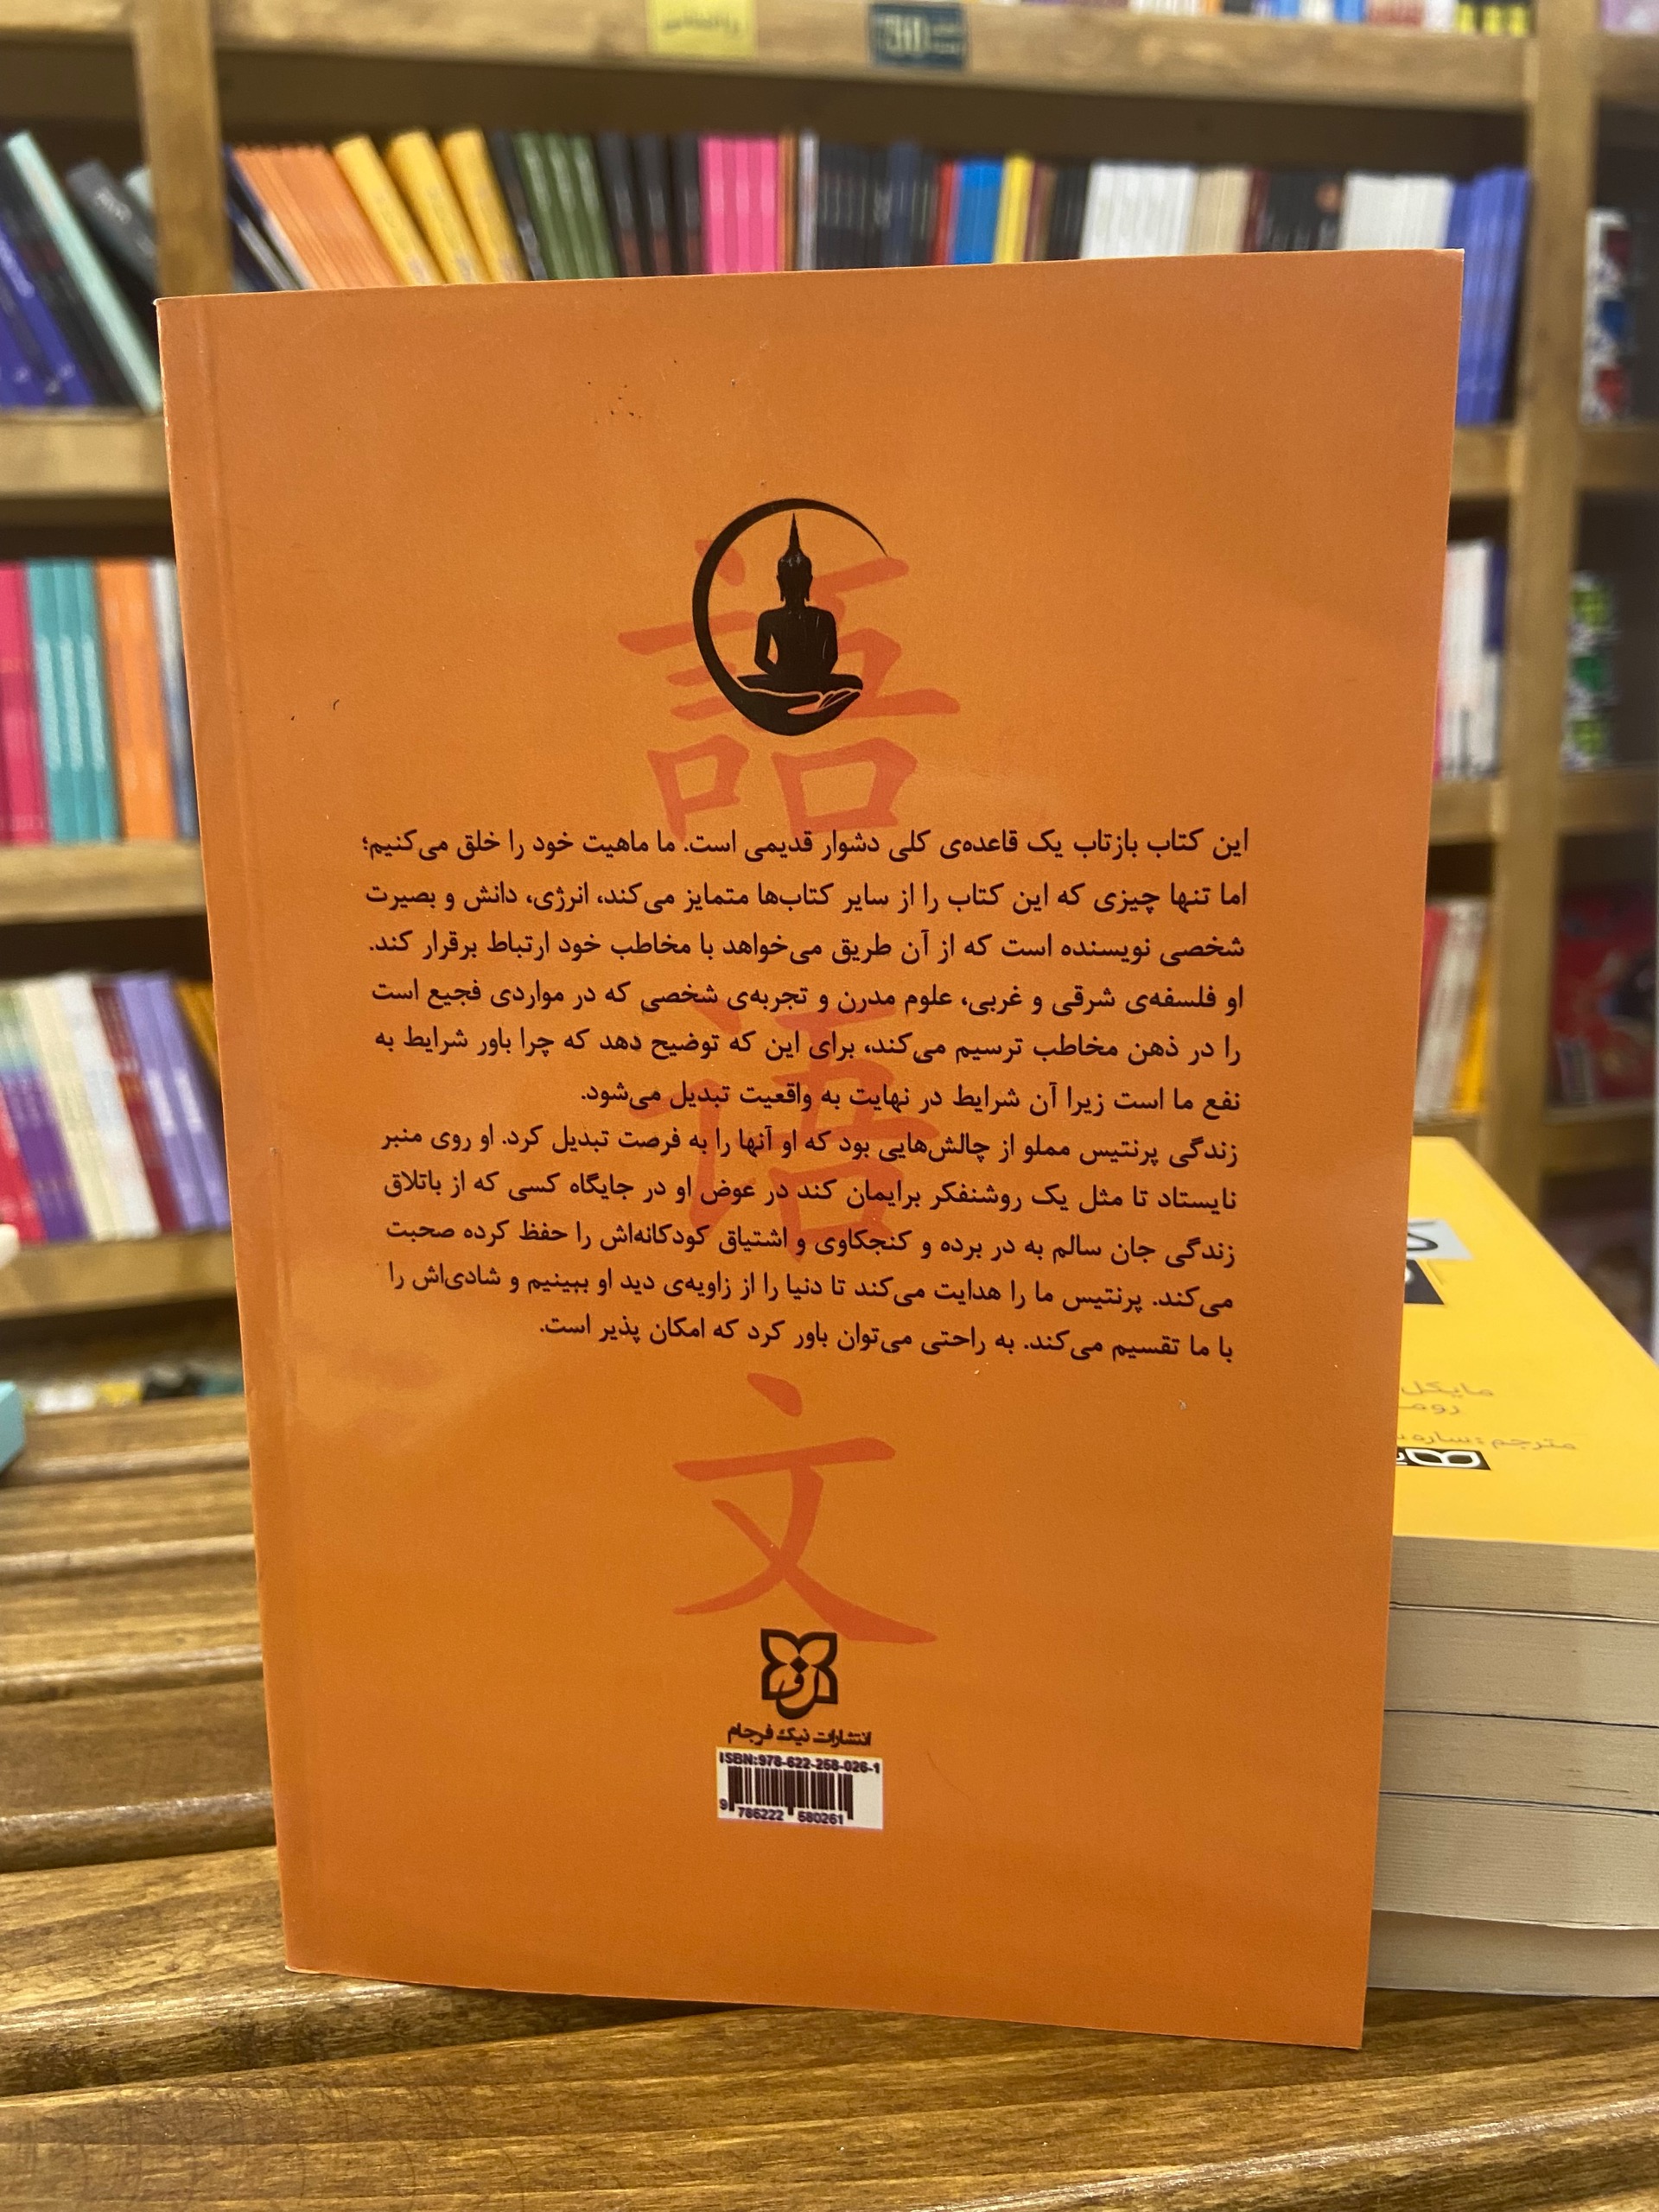 語
این کتاب بازتاب یک قاعده‌ی کلی دشوار قدیمی است. ما ماهیت خود را خلق می‌کنیم؛
اما تنها چیزی که این کتاب را از سایر کتاب‌ها متمایز می‌کند، انرژی، دانش و بصیرت
شخصی نویسنده است که از آن طریق می‌خواهد با مخاطب خود ارتباط برقرار کند.
او فلسفه‌ی شرقی و غربی، علوم مدرن و تجربه‌ی شخصی که در مواردی فجیع است
را در ذهن مخاطب ترسیم می‌کند، برای این که توضیح دهد که چرا باور شرایط به
نفع ما است زیرا آن شرایط در نهایت به واقعیت تبدیل می‌شود.
语
زندگی پرنتیس مملو از چالش‌هایی بود که او آنها را به فرصت تبدیل کرد. او روی منبر
نایستاد تا مثل یک روشنفکر برایمان کند در عوض او در جایگاه کسی که از باتلاق
زندگی جان سالم به در برده و کنجکاوی و اشتیاق کودکانه‌اش را حفظ کرده صحبت
می‌کند. پرنتیس ما را هدایت می‌کند تا دنیا را از زاویه‌ی دید او ببینیم و شادی‌اش را
با ما تقسیم می‌کند. به راحتی می‌توان باور کرد که امکان پذیر است.
文
انتشارات نیک فرجام
ISBN:978-622-258-026-1
9 786222 580261
مایکل
روما
مترجم: ساره